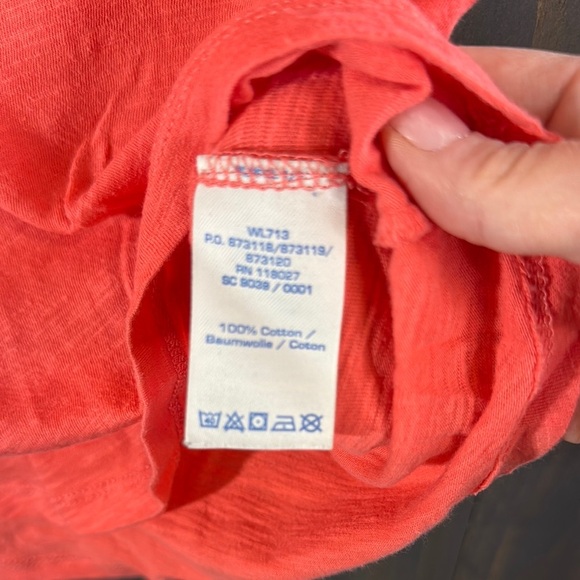 WL713
P.O. 873118/873119/
873120
RN 118027
SC 9039 / 0001
100% Cotton /
Baumwolle / Coton